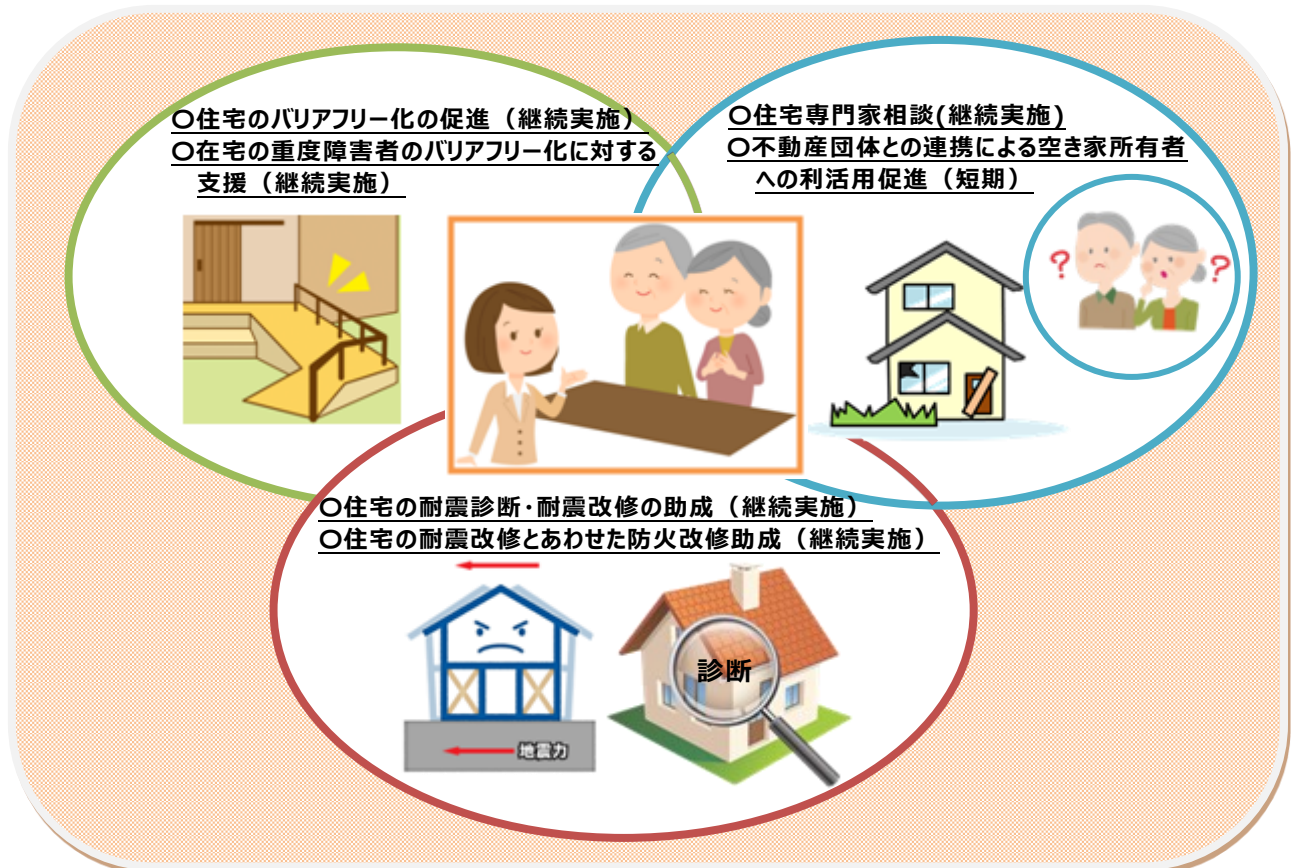 〇住宅のバリアフリー化の促進（継続実施）
〇在宅の重度障害者のバリアフリー化に対する
支援（継続実施）
〇住宅専門家相談(継続実施)
〇不動産団体との連携による空き家所有者
への利活用促進（短期）
?
?
〇住宅の耐震診断・耐震改修の助成（継続実施）
〇住宅の耐震改修とあわせた防火改修助成（継続実施）
診断
地震力